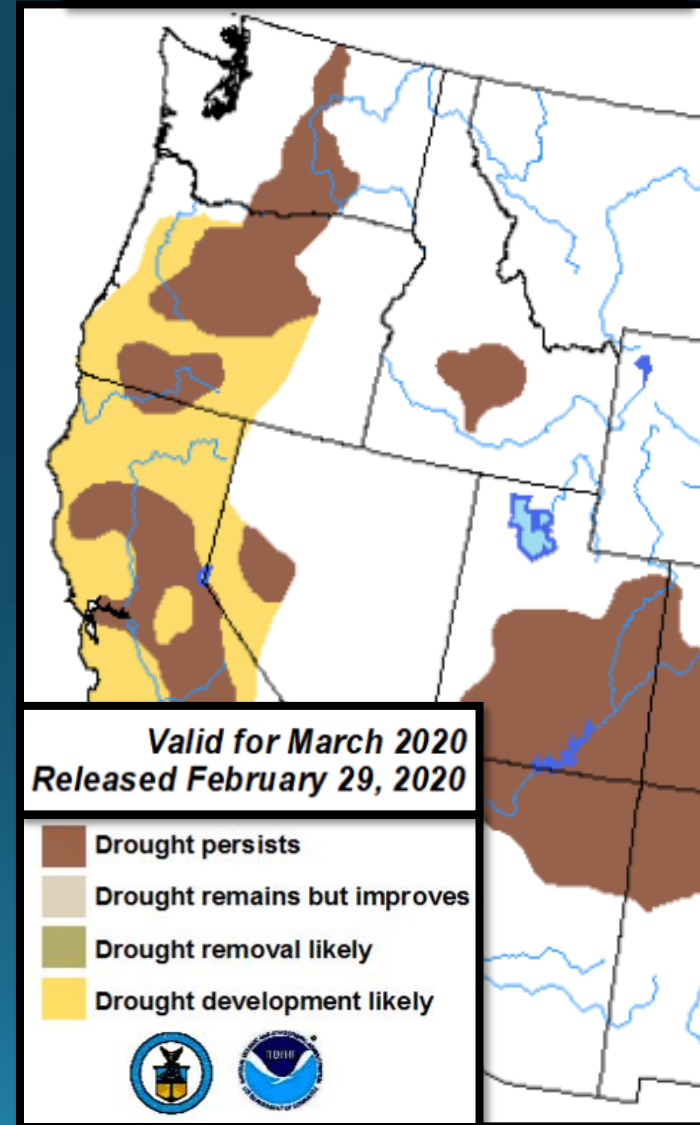 Valid for March 2020
Released February 29, 2020
Drought persists
Drought remains but improves
Drought removal likely
Drought development likely
NOAA